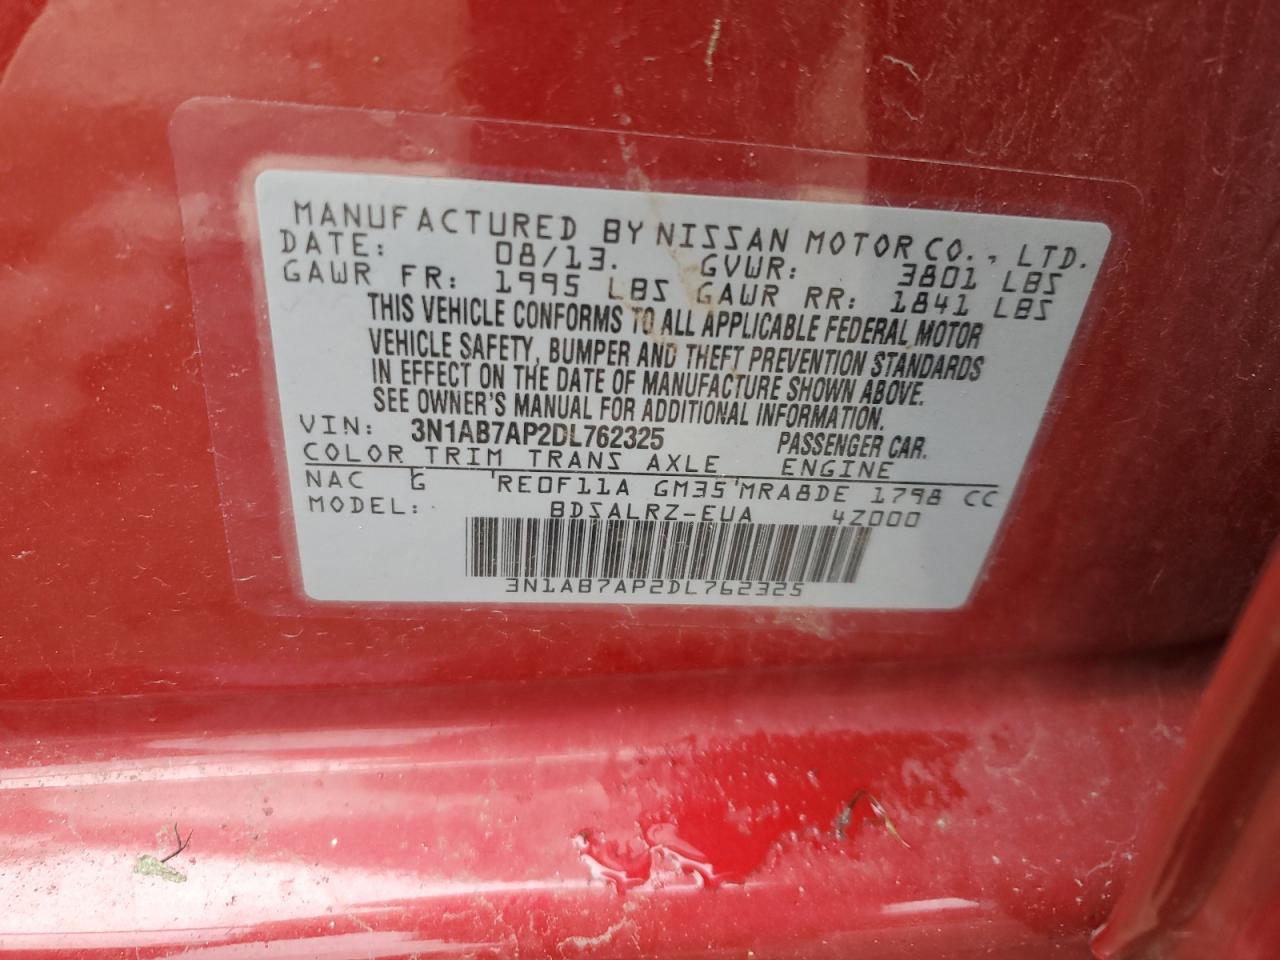 MANUFACTURED BY NISSAN MOTOR CO., LTD.
DATE: 08/13. GVWR: 3801 LBS
GAWR FR: 1995 LBS GAWR RR: 1841 LBS
THIS VEHICLE CONFORMS TO ALL APPLICABLE FEDERAL MOTOR
VEHICLE SAFETY, BUMPER AND THEFT PREVENTION STANDARDS
IN EFFECT ON THE DATE OF MANUFACTURE SHOWN ABOVE.
SEE OWNER'S MANUAL FOR ADDITIONAL INFORMATION.
VIN: 3N1AB7AP2DL762325 PASSENGER CAR.
COLOR TRIM TRANS AXLE ENGINE
NAC G RE0F11A GM35 MRA8DE 1798 CC
MODEL: BDSALRZ-EUA 4Z000
3N1AB7AP2DL762325